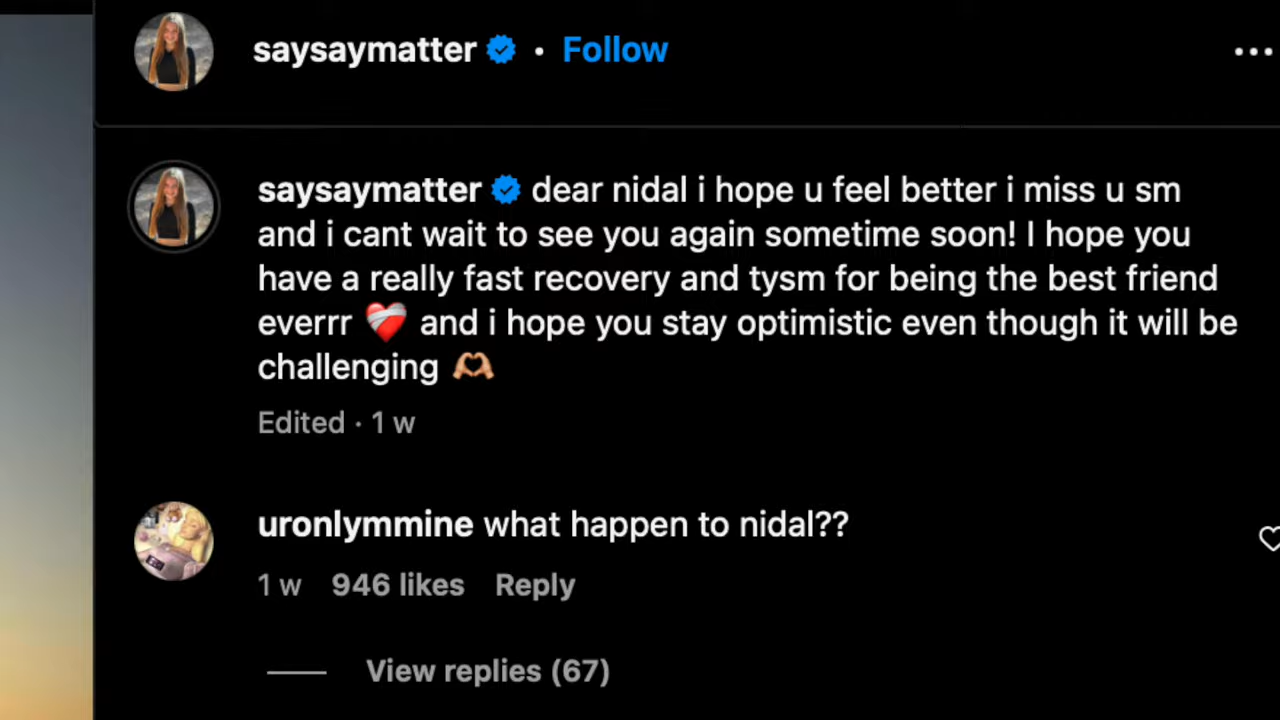 saysaymatter • Follow
saysaymatter dear nidal i hope u feel better i miss u sm
and i cant wait to see you again sometime soon! I hope you
have a really fast recovery and tysm for being the best friend
everrr ❤️‍🩹 and i hope you stay optimistic even though it will be
challenging 🫶🏼
Edited · 1 w
uronlymmine what happen to nidal??
1 w 946 likes Reply
View replies (67)